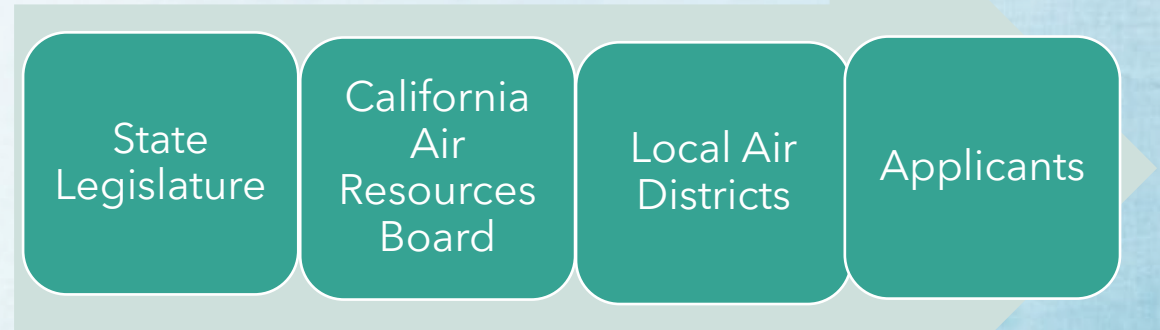 State
Legislature
California
Air
Resources
Board
Local Air
Districts
Applicants